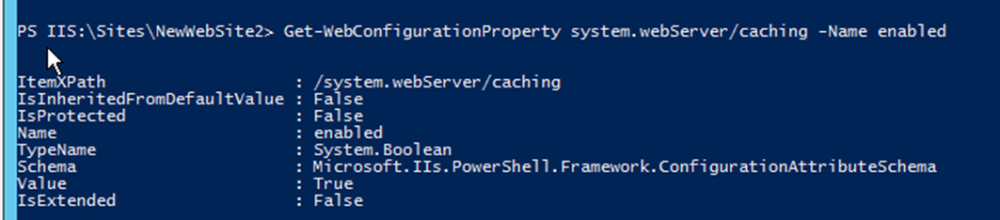 PS IIS:\Sites\NewWebSite2> Get-WebConfigurationProperty system.webServer/caching -Name enabled
ItemXPath : /system.webServer/caching
IsInheritedFromDefaultValue : False
IsProtected : False
Name : enabled
TypeName : System.Boolean
Schema : Microsoft.IIs.PowerShell.Framework.ConfigurationAttributeSchema
Value : True
IsExtended : False